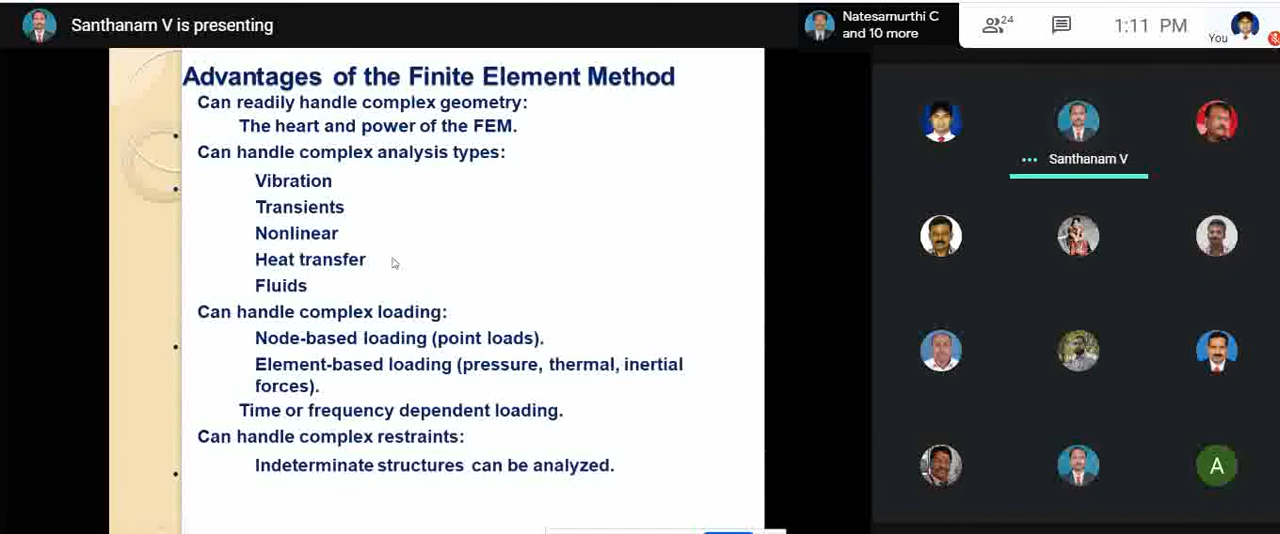 Santhanam V is presenting
Natesamurthi C
and 10 more
24
1:11 PM
You
Advantages of the Finite Element Method
Can readily handle complex geometry:
The heart and power of the FEM.
Can handle complex analysis types:
Vibration
Transients
Nonlinear
Heat transfer
Fluids
Can handle complex loading:
Node-based loading (point loads).
Element-based loading (pressure, thermal, inertial
forces).
Time or frequency dependent loading.
Can handle complex restraints:
Indeterminate structures can be analyzed.
Santhanam V
A